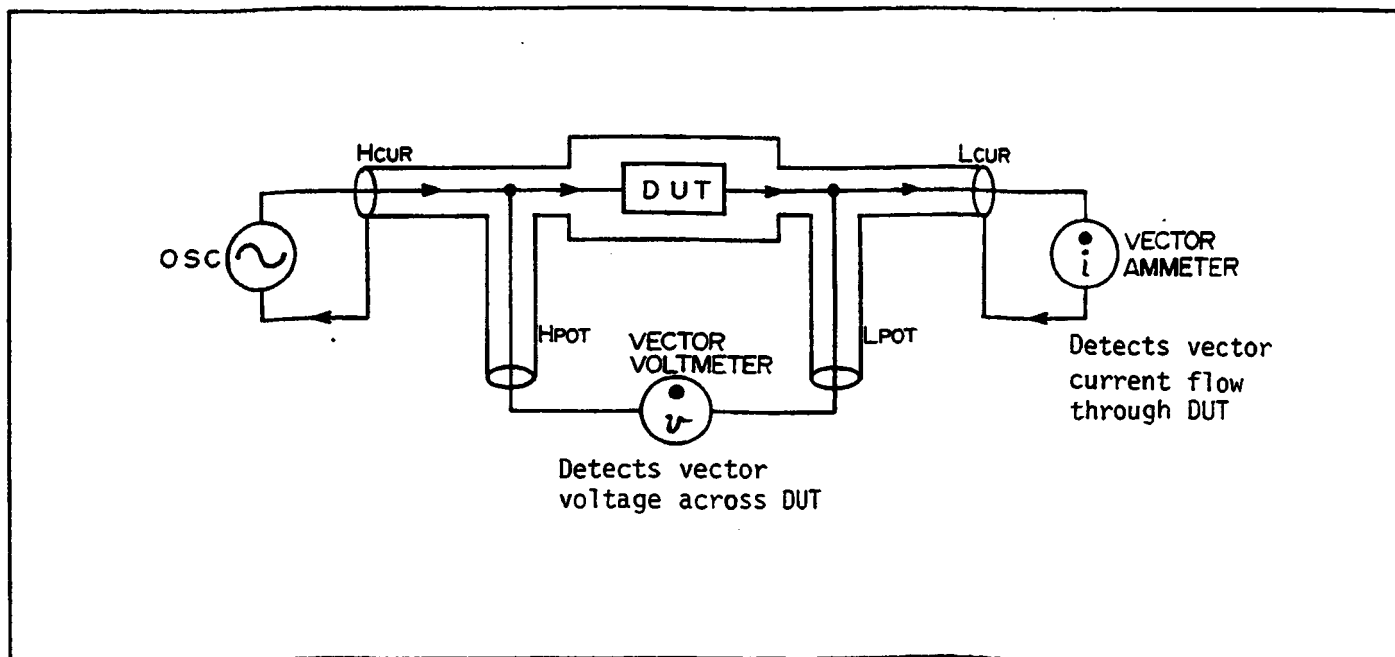 HCUR
LCUR
DUT
OSC
VECTOR
AMMETER
i
HPOT
VECTOR
VOLTMETER
LPOT
v
Detects vector
current flow
through DUT
Detects vector
voltage across DUT